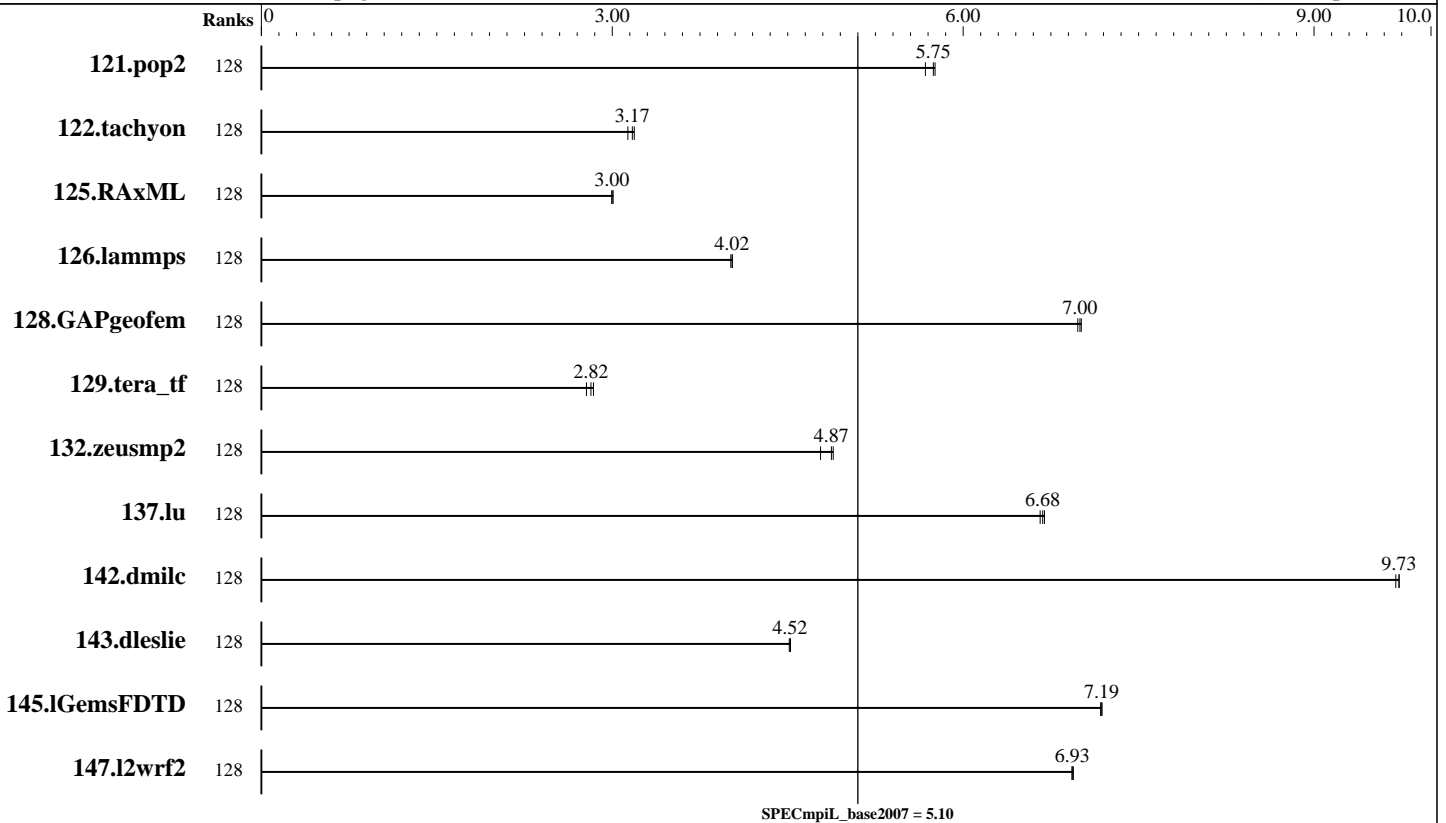 Ranks 0 3.00 6.00 9.00 10.0
5.75
121.pop2 128
3.17
122.tachyon 128
3.00
125.RAxML 128
4.02
126.lammps 128
7.00
128.GAPgeofem 128
2.82
129.tera_tf 128
4.87
132.zeusmp2 128
6.68
137.lu 128
9.73
142.dmilc 128
4.52
143.dleslie 128
7.19
145.lGemsFDTD 128
6.93
147.l2wrf2 128
SPECmpiL_base2007 = 5.10